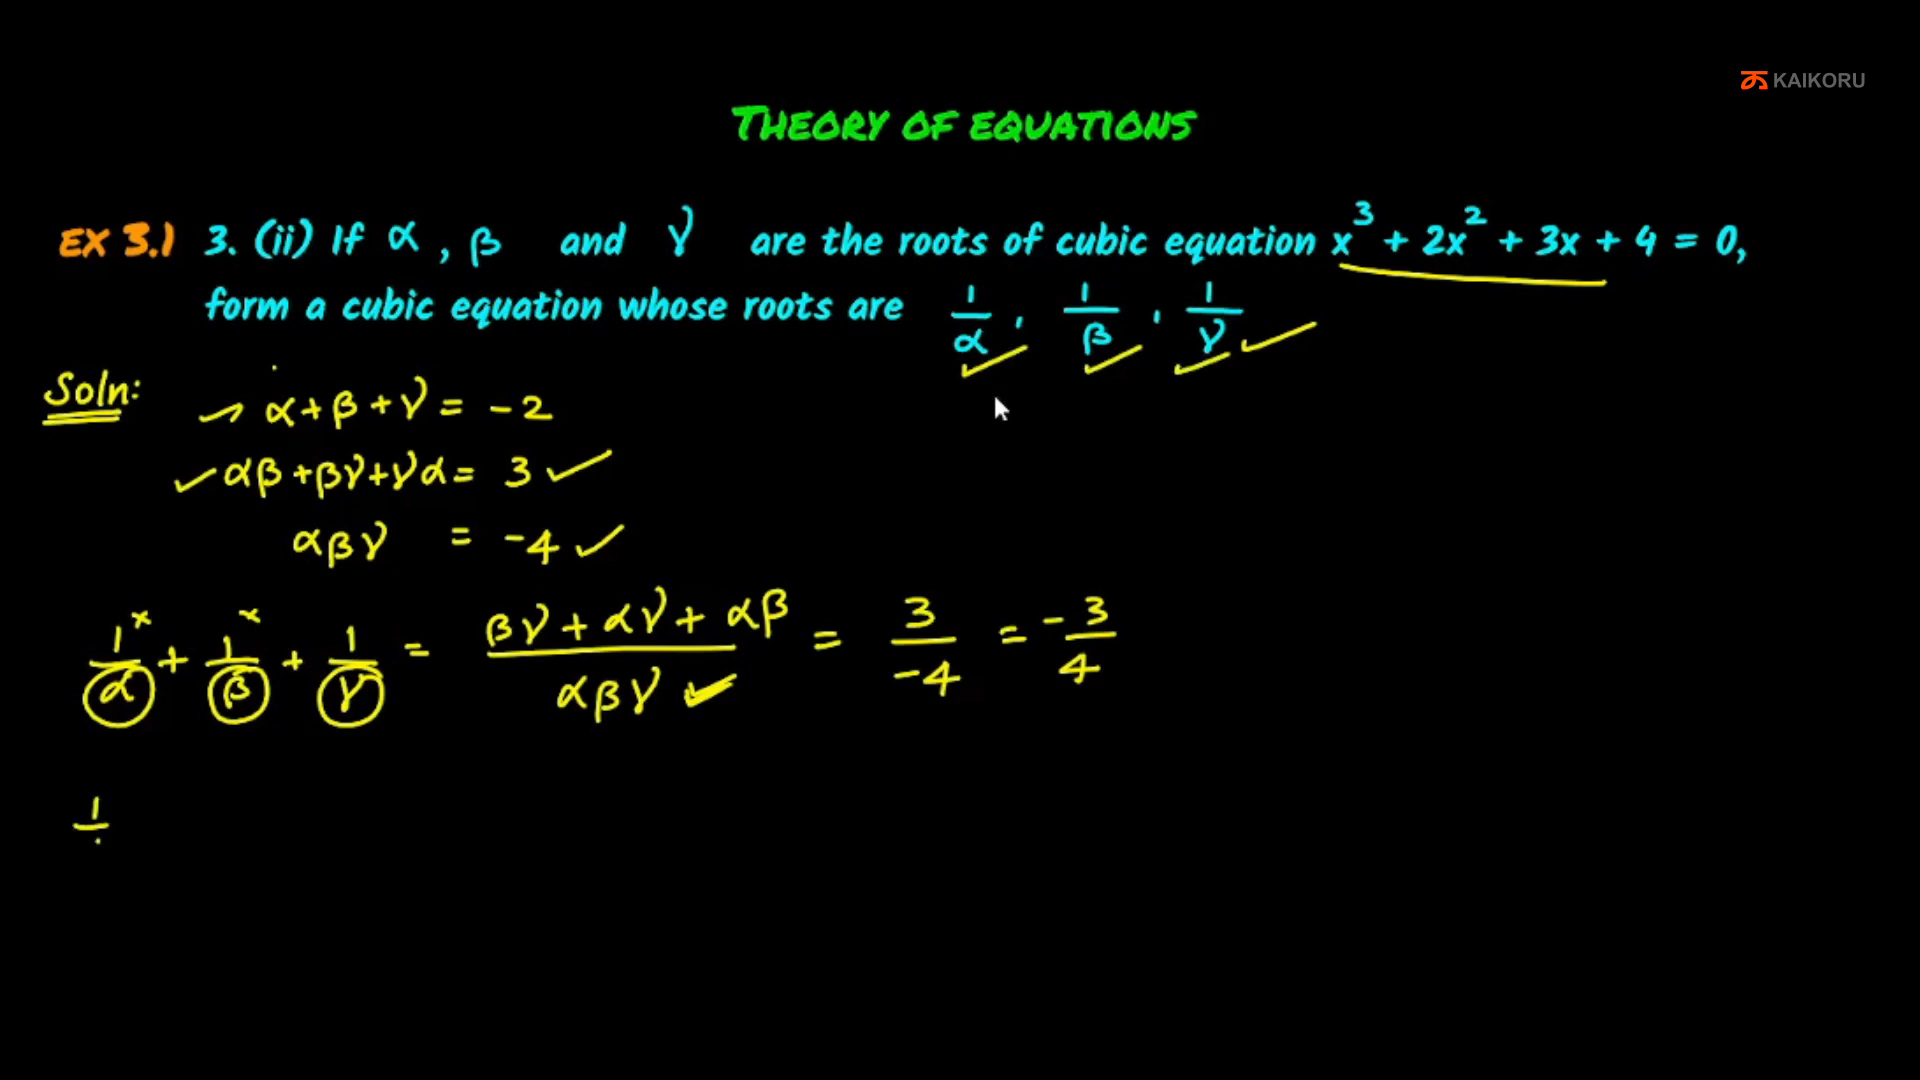 KAIKORU
THEORY OF EQUATIONS
EX 3.1 3. (ii) If α, β and γ are the roots of cubic equation x³ + 2x² + 3x + 4 = 0,
form a cubic equation whose roots are 1/α, 1/β, 1/γ
Soln:
α + β + γ = -2
αβ + βγ + γα = 3
αβγ = -4
1/α + 1/β + 1/γ = (βγ + αγ + αβ)/αβγ = 3/-4 = -3/4
1